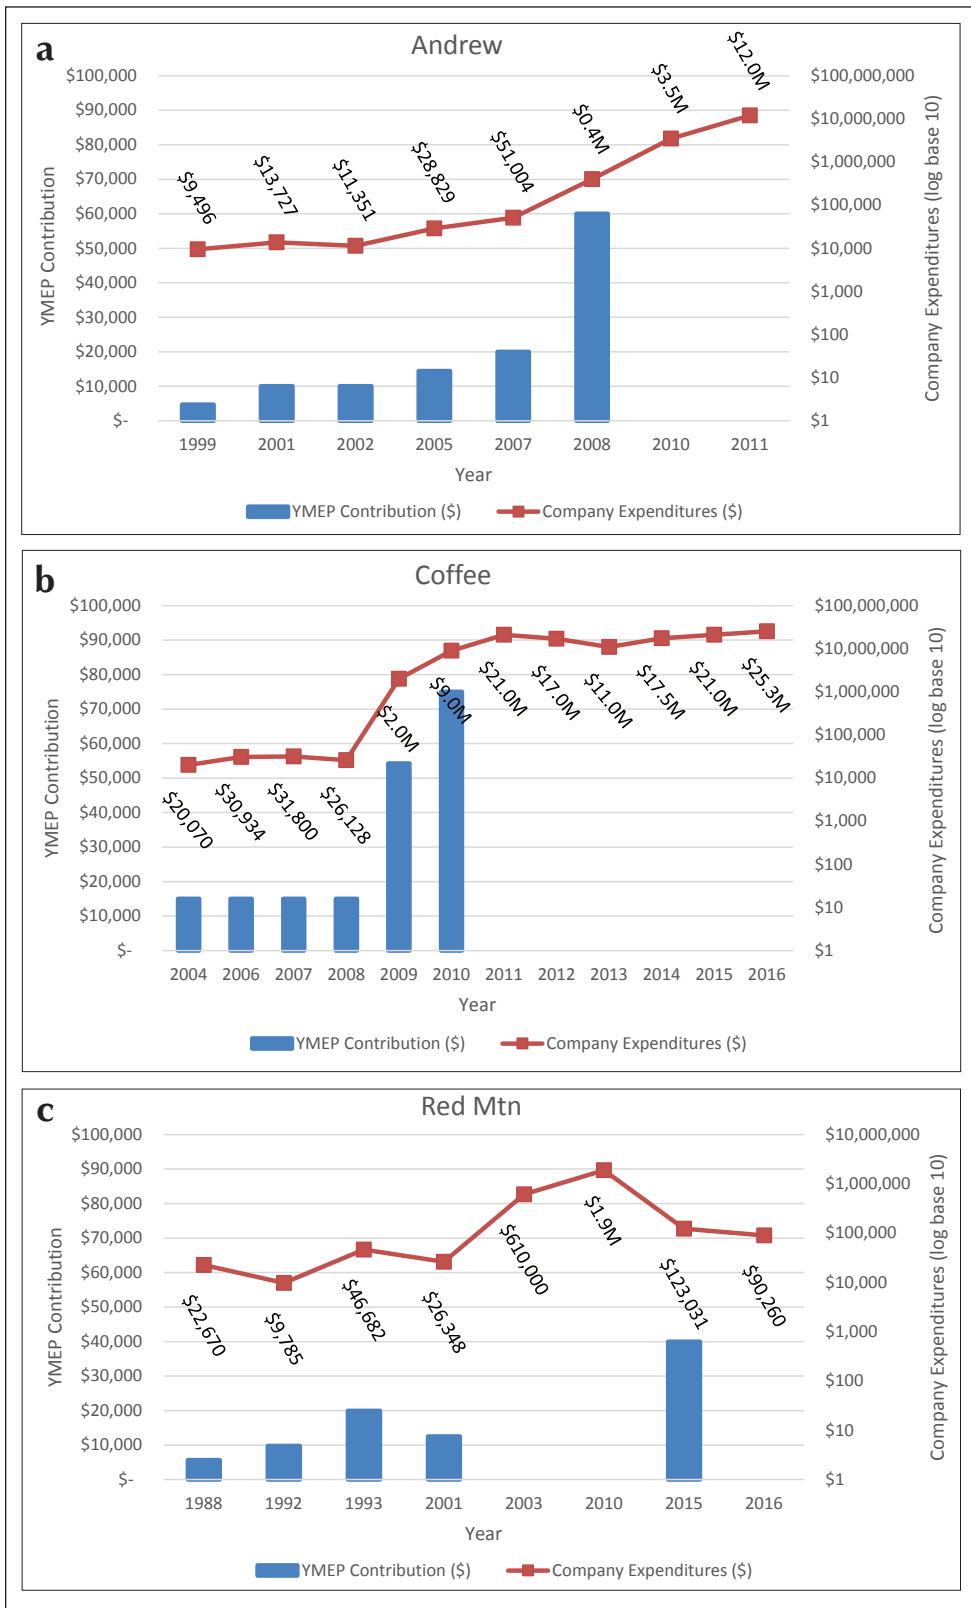 a
Andrew
$100,000
$90,000
$80,000
$70,000
$60,000
$50,000
$40,000
$30,000
$20,000
$10,000
$-
YMEP Contribution
$9,496
$13,727
$11,351
$28,829
$51,004
$0.4M
$3.5M
$12.0M
$100,000,000
$10,000,000
$1,000,000
$100,000
$10,000
$1,000
$100
$10
$1
Company Expenditures (log base 10)
1999 2001 2002 2005 2007 2008 2010 2011
Year
YMEP Contribution ($) Company Expenditures ($)
b
Coffee
$100,000
$90,000
$80,000
$70,000
$60,000
$50,000
$40,000
$30,000
$20,000
$10,000
$-
YMEP Contribution
$20,070
$30,934
$31,800
$26,128
$2.0M
$9.0M
$21.0M
$17.0M
$11.0M
$17.5M
$21.0M
$25.3M
$100,000,000
$10,000,000
$1,000,000
$100,000
$10,000
$1,000
$100
$10
$1
Company Expenditures (log base 10)
2004 2006 2007 2008 2009 2010 2011 2012 2013 2014 2015 2016
Year
YMEP Contribution ($) Company Expenditures ($)
c
Red Mtn
$100,000
$90,000
$80,000
$70,000
$60,000
$50,000
$40,000
$30,000
$20,000
$10,000
$-
YMEP Contribution
$22,670
$9,785
$46,682
$26,348
$610,000
$1.9M
$123,031
$90,260
$10,000,000
$1,000,000
$100,000
$10,000
$1,000
$100
$10
$1
Company Expenditures (log base 10)
1988 1992 1993 2001 2003 2010 2015 2016
Year
YMEP Contribution ($) Company Expenditures ($)